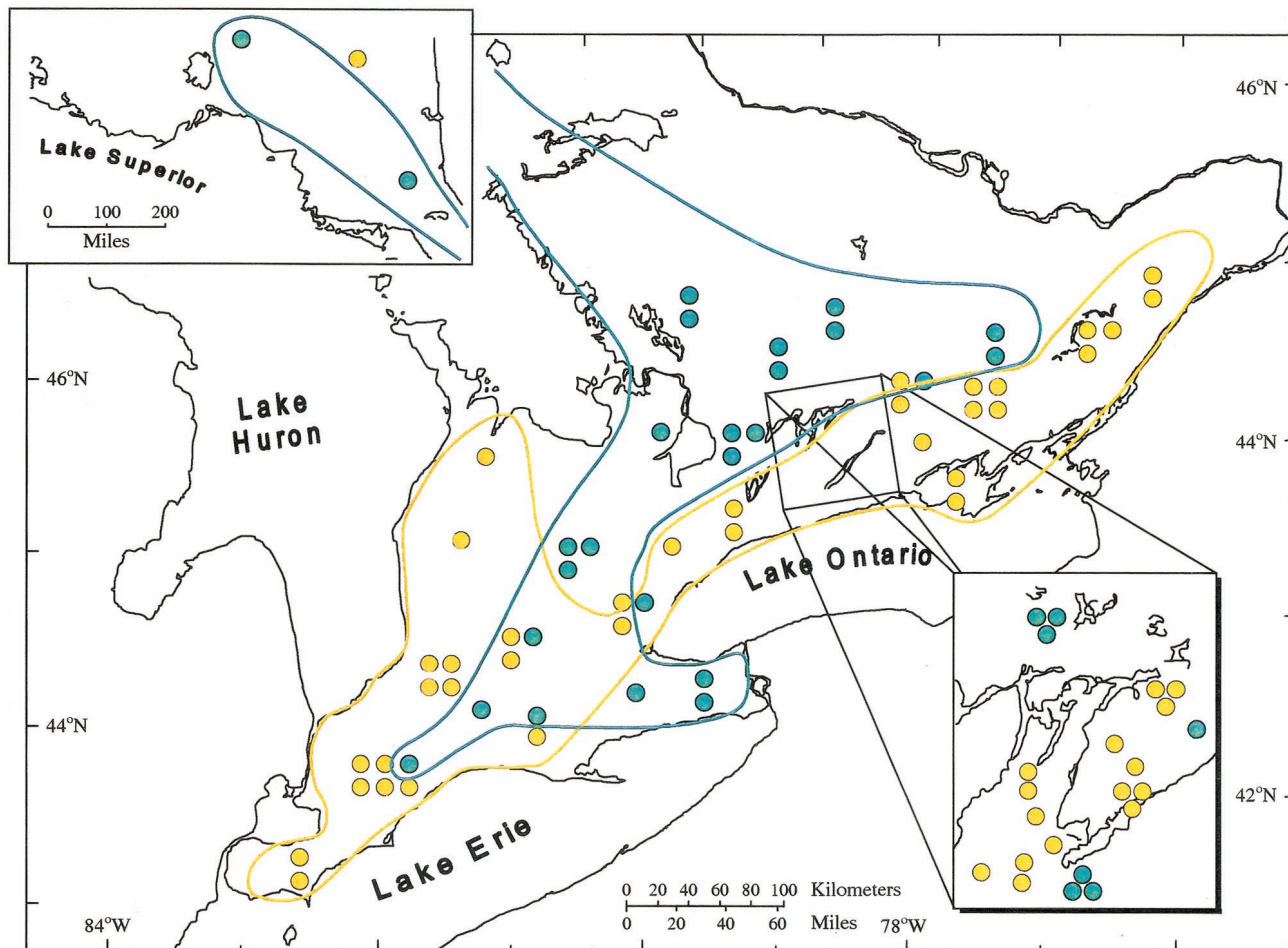 Lake Superior
0 100 200
Miles
46°N
46°N
Lake
Huron
44°N
Lake Ontario
44°N
42°N
Lake Erie
0 20 40 60 80 100 Kilometers
0 20 40 60 Miles
84°W
78°W